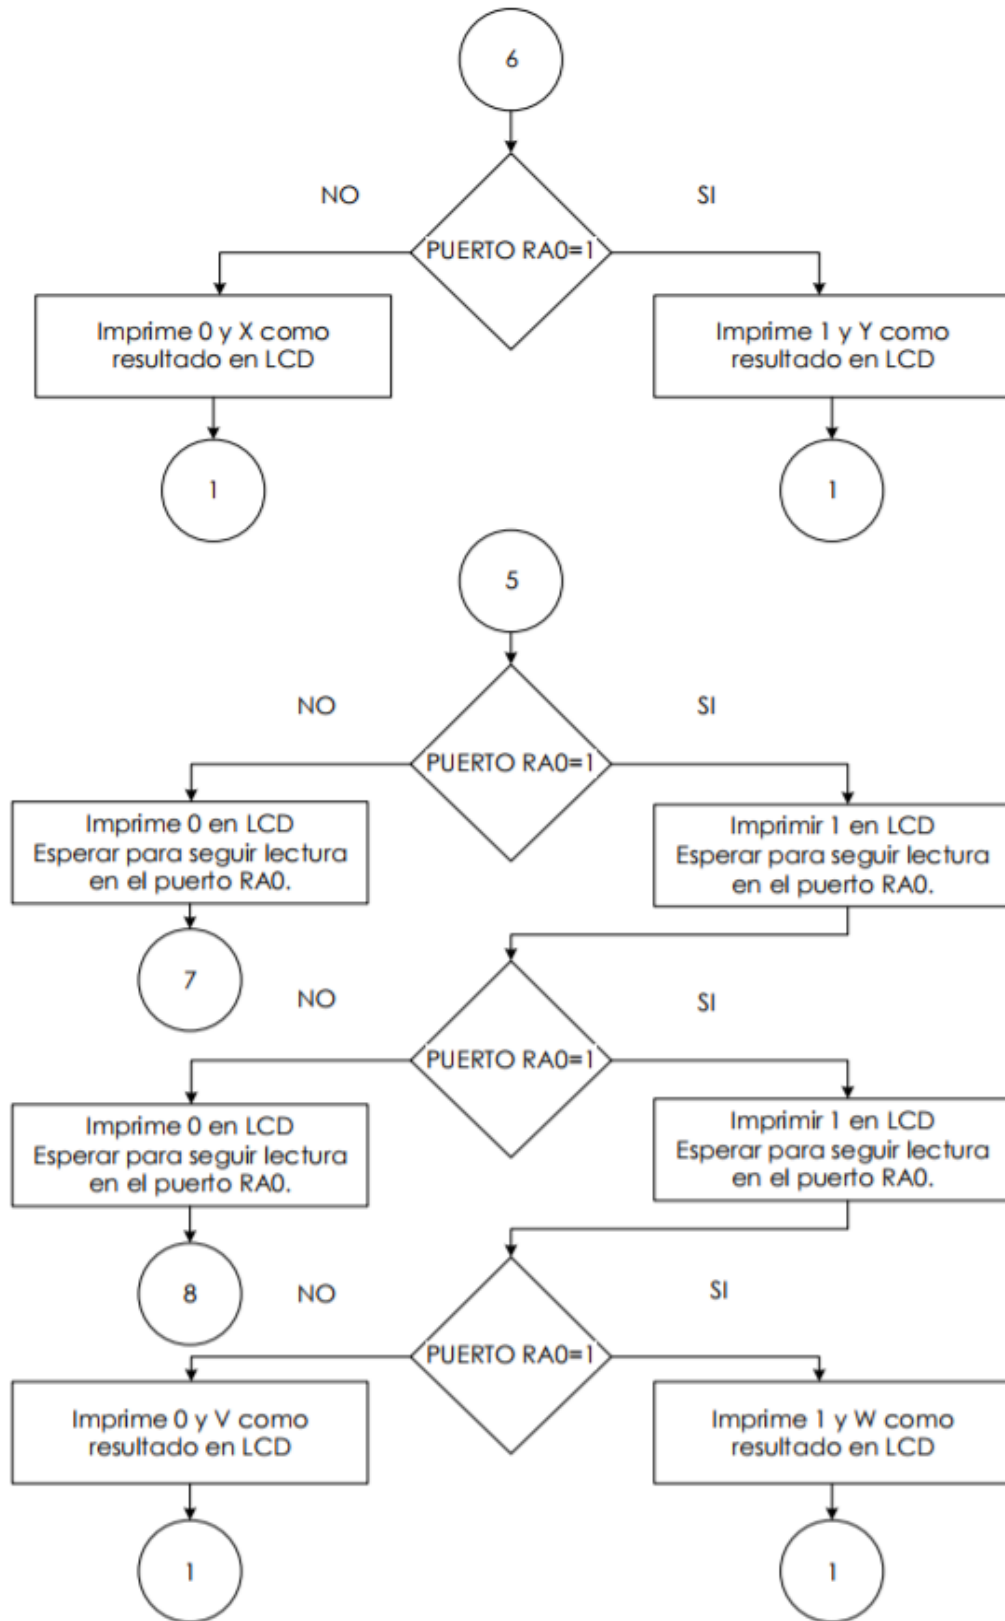 6
NO
SI
PUERTO RA0=1
Imprime 0 y X como
resultado en LCD
Imprime 1 y Y como
resultado en LCD
1
1
5
NO
SI
PUERTO RA0=1
Imprime 0 en LCD
Esperar para seguir lectura
en el puerto RA0.
Imprimir 1 en LCD
Esperar para seguir lectura
en el puerto RA0.
7
NO
SI
PUERTO RA0=1
Imprime 0 en LCD
Esperar para seguir lectura
en el puerto RA0.
Imprimir 1 en LCD
Esperar para seguir lectura
en el puerto RA0.
8
NO
SI
PUERTO RA0=1
Imprime 0 y V como
resultado en LCD
Imprime 1 y W como
resultado en LCD
1
1